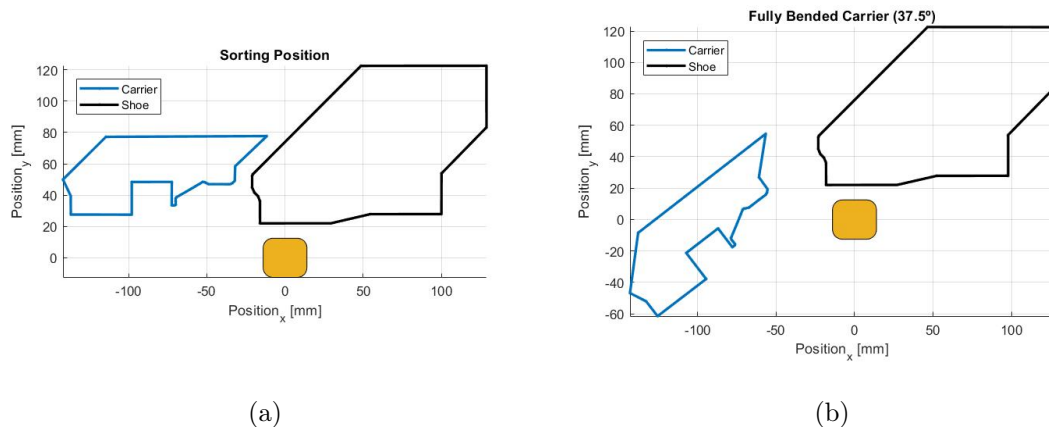 Sorting Position
120
100
80
60
40
20
0
Position_y [mm]
Carrier
Shoe
-100
-50
0
50
100
Position_x [mm]
(a)
Fully Bended Carrier (37.5º)
120
100
80
60
40
20
0
-20
-40
-60
Position_y [mm]
Carrier
Shoe
-100
-50
0
50
100
Position_x [mm]
(b)